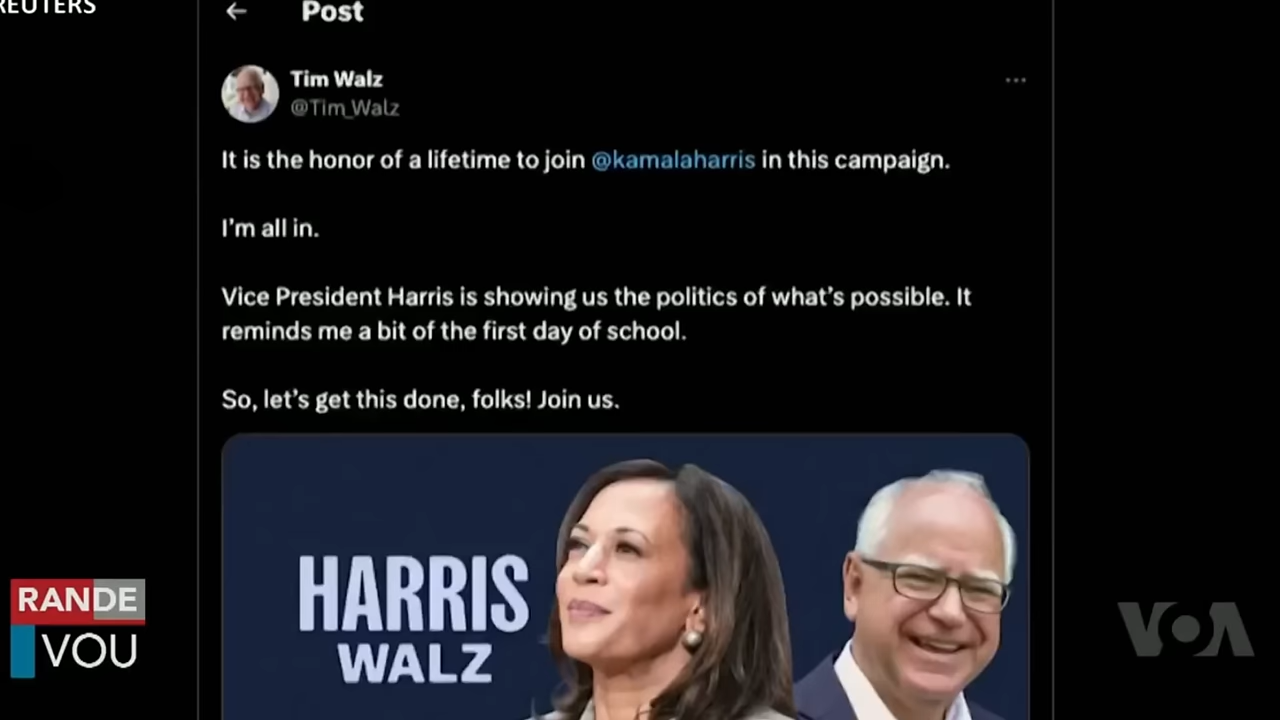 REUTERS
Post
Tim Walz
@Tim_Walz
It is the honor of a lifetime to join @kamalaharris in this campaign.
I’m all in.
Vice President Harris is showing us the politics of what’s possible. It
reminds me a bit of the first day of school.
So, let’s get this done, folks! Join us.
HARRIS
WALZ
RANDE
VOU
VOA